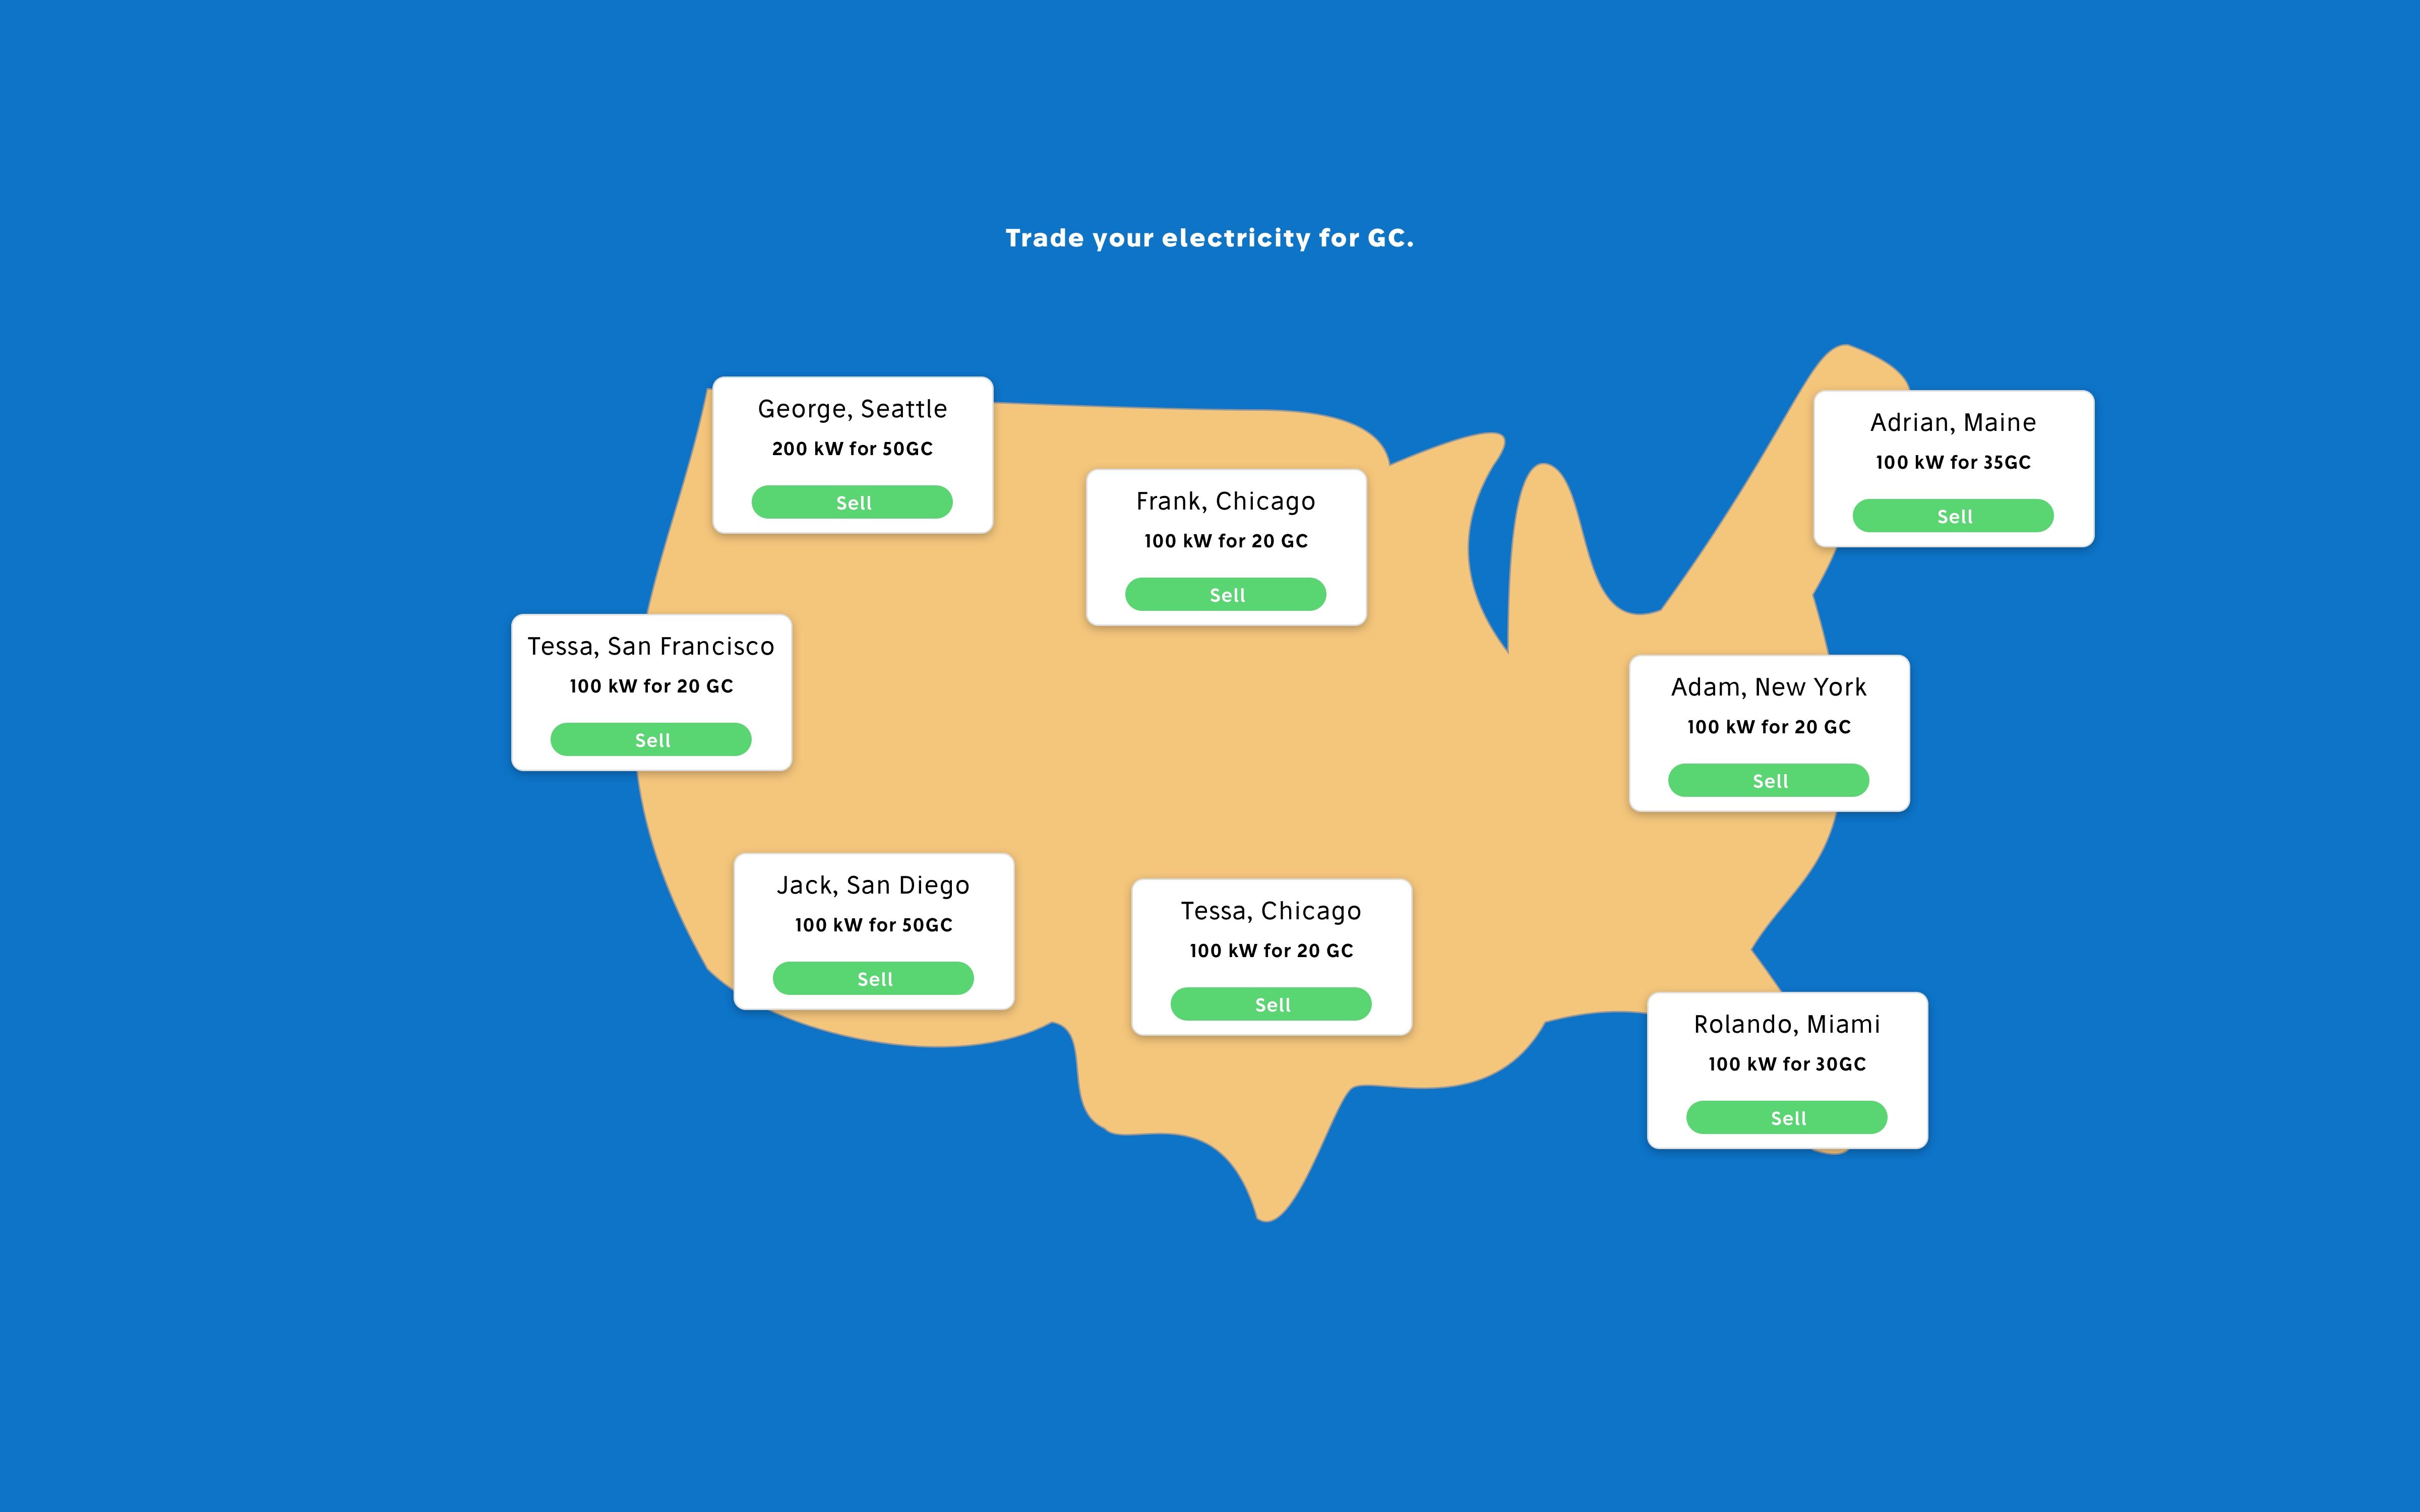 Trade your electricity for GC.
George, Seattle
200 kW for 50GC
Sell
Adrian, Maine
100 kW for 35GC
Sell
Frank, Chicago
100 kW for 20 GC
Sell
Tessa, San Francisco
100 kW for 20 GC
Sell
Adam, New York
100 kW for 20 GC
Sell
Jack, San Diego
100 kW for 50GC
Sell
Tessa, Chicago
100 kW for 20 GC
Sell
Rolando, Miami
100 kW for 30GC
Sell